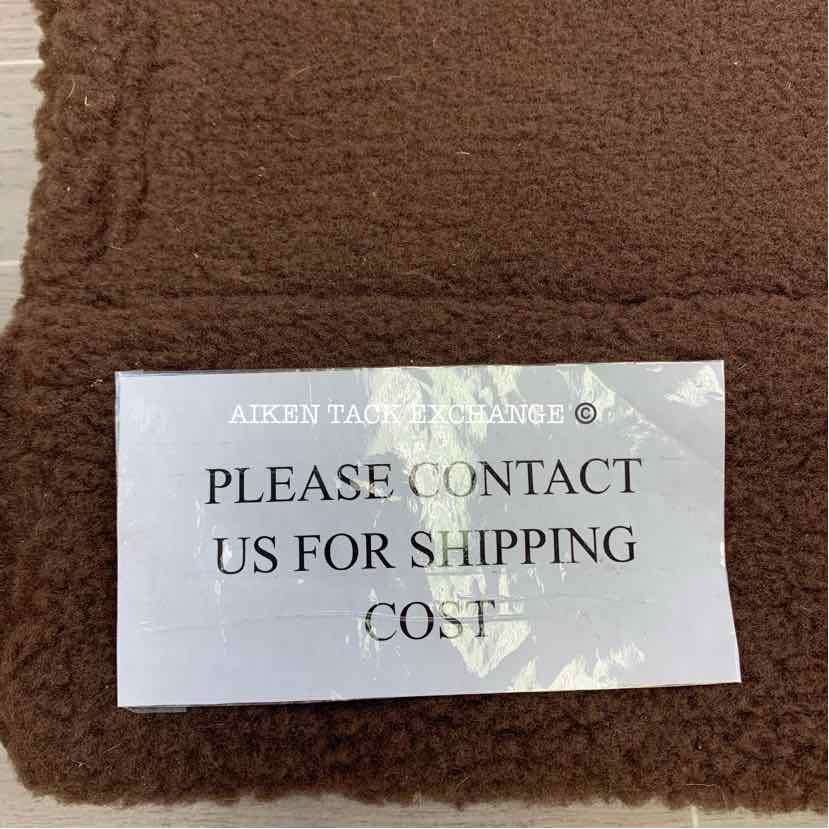 AIKEN TACK EXCHANGE ©
PLEASE CONTACT
US FOR SHIPPING
COST